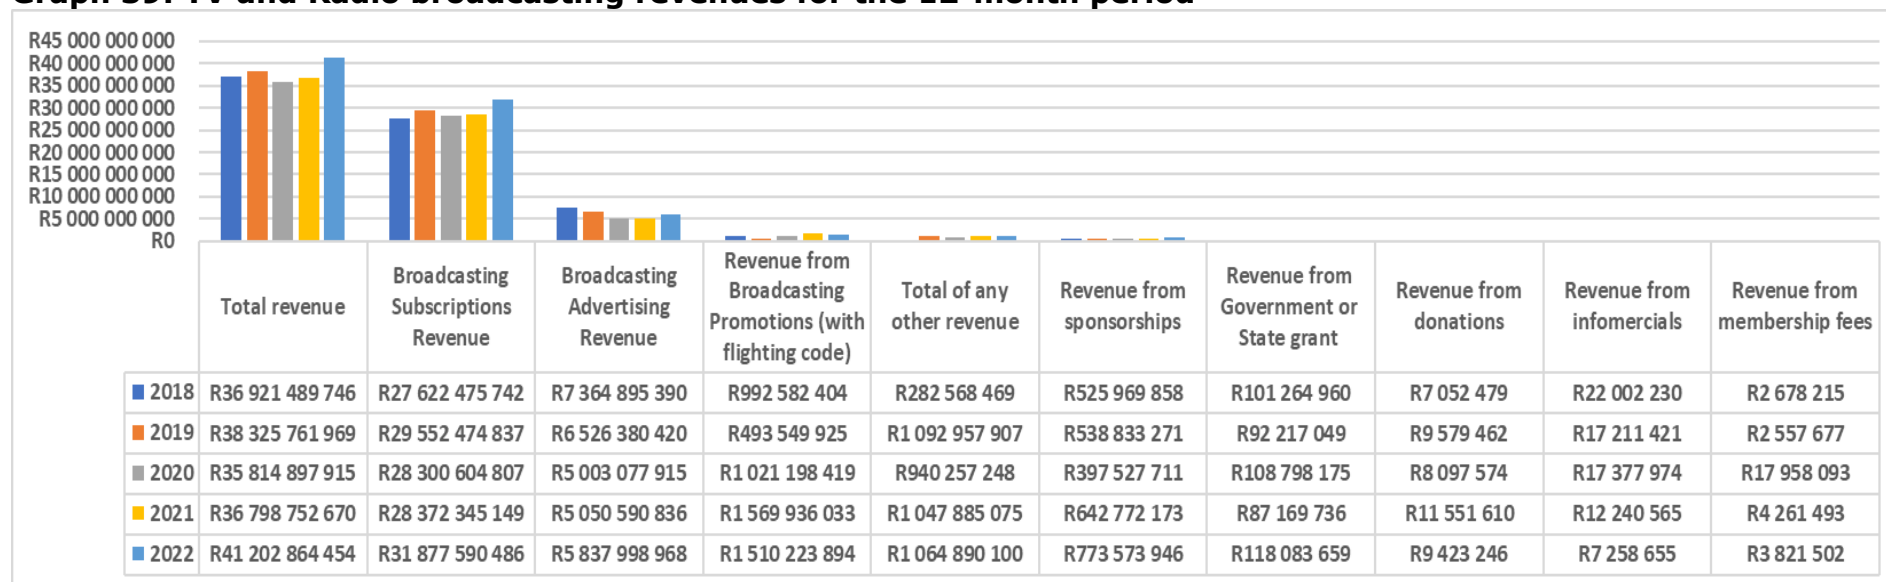 Graph 39: TV and Radio broadcasting revenues for the 12-month period
R45 000 000 000
R40 000 000 000
R35 000 000 000
R30 000 000 000
R25 000 000 000
R20 000 000 000
R15 000 000 000
R10 000 000 000
R5 000 000 000
R0
Total revenue
Broadcasting
Subscriptions
Revenue
Broadcasting
Advertising
Revenue
Revenue from
Broadcasting
Promotions (with
flighting code)
Total of any
other revenue
Revenue from
sponsorships
Revenue from
Government or
State grant
Revenue from
donations
Revenue from
infomercials
Revenue from
membership fees
2018 R36 921 489 746 R27 622 475 742 R7 364 895 390 R992 582 404 R282 568 469 R525 969 858 R101 264 960 R7 052 479 R22 002 230 R2 678 215
2019 R38 325 761 969 R29 552 474 837 R6 526 380 420 R493 549 925 R1 092 957 907 R538 833 271 R92 217 049 R9 579 462 R17 211 421 R2 557 677
2020 R35 814 897 915 R28 300 604 807 R5 003 077 915 R1 021 198 419 R940 257 248 R397 527 711 R108 798 175 R8 097 574 R17 377 974 R17 958 093
2021 R36 798 752 670 R28 372 345 149 R5 050 590 836 R1 569 936 033 R1 047 885 075 R642 772 173 R87 169 736 R11 551 610 R12 240 565 R4 261 493
2022 R41 202 864 454 R31 877 590 486 R5 837 998 968 R1 510 223 894 R1 064 890 100 R773 573 946 R118 083 659 R9 423 246 R7 258 655 R3 821 502